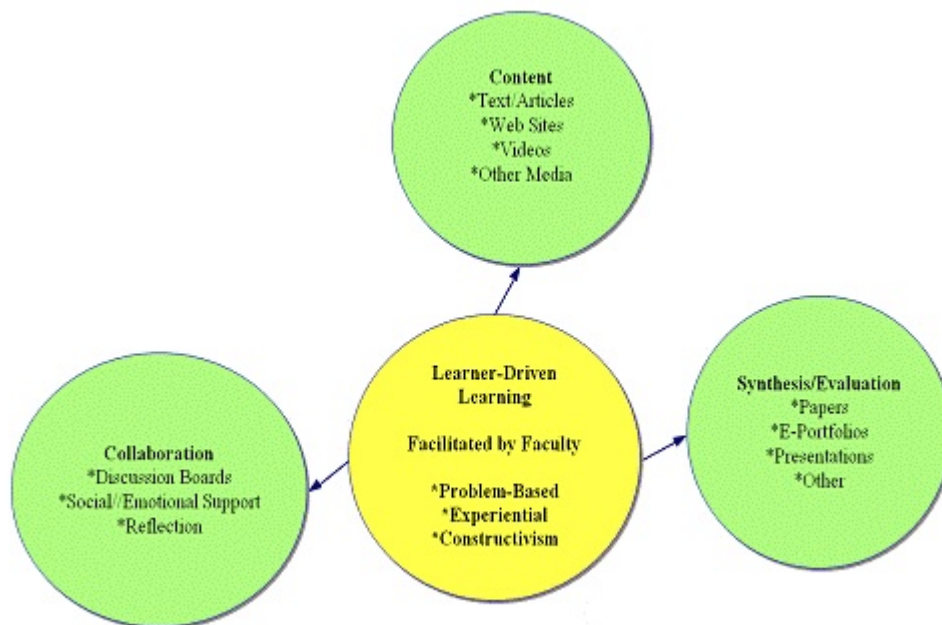 Content
*Text/Articles
*Web Sites
*Videos
*Other Media
Learner-Driven
Learning
Facilitated by Faculty
*Problem-Based
*Experiential
*Constructivism
Synthesis/Evaluation
*Papers
*E-Portfolios
*Presentations
*Other
Collaboration
*Discussion Boards
*Social//Emotional Support
*Reflection